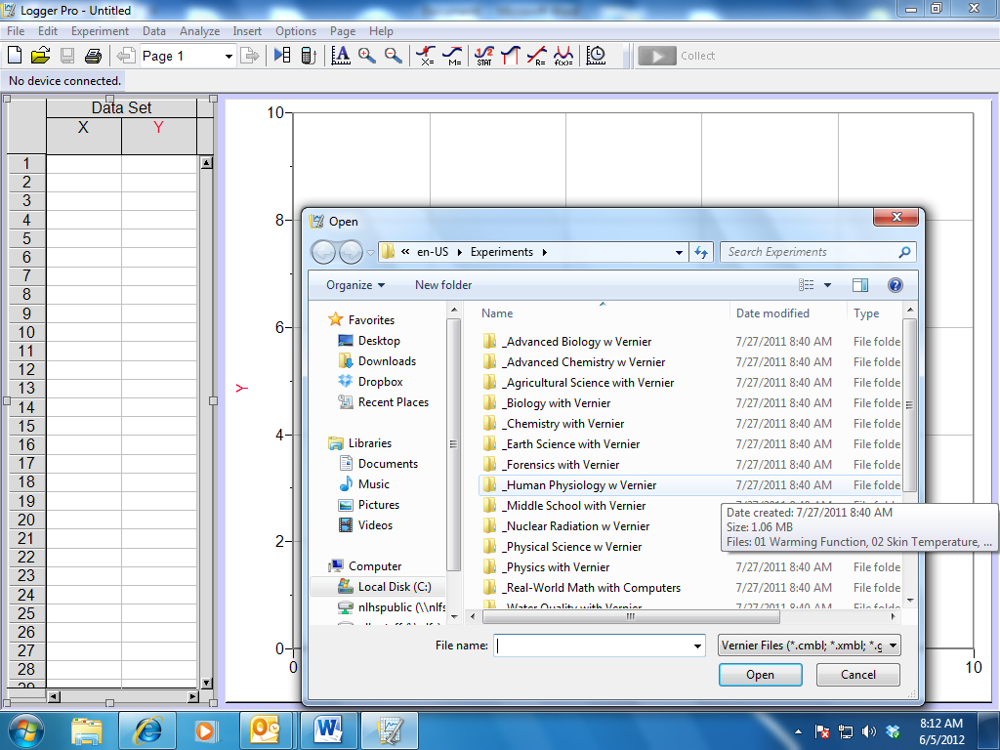 Logger Pro - Untitled
File Edit Experiment Data Analyze Insert Options Page Help
Page 1
X=
M=
1/2
STAT
R=
f(x)=
Collect
No device connected.
Data Set
X Y
1
2
3
4
5
6
7
8
9
10
11
12
13
14
15
16
17
18
19
20
21
22
23
24
25
26
27
28
29
10
8
6
4
2
0
Y
0
10
Open
« en-US Experiments
Search Experiments
Organize New folder
Favorites
Desktop
Downloads
Dropbox
Recent Places
Libraries
Documents
Music
Pictures
Videos
Computer
Local Disk (C:)
nlhspublic (\\nlfs
Name Date modified Type
_Advanced Biology w Vernier 7/27/2011 8:40 AM File folde
_Advanced Chemistry w Vernier 7/27/2011 8:40 AM File folde
_Agricultural Science with Vernier 7/27/2011 8:40 AM File folde
_Biology with Vernier 7/27/2011 8:40 AM File folde
_Chemistry with Vernier 7/27/2011 8:40 AM File folde
_Earth Science with Vernier 7/27/2011 8:40 AM File folde
_Forensics with Vernier 7/27/2011 8:40 AM File folde
_Human Physiology w Vernier 7/27/2011 8:40 AM File folde
_Middle School with Vernier
_Nuclear Radiation w Vernier
_Physical Science w Vernier
_Physics with Vernier 7/27/2011 8:40 AM File folde
_Real-World Math with Computers 7/27/2011 8:40 AM File folde
_Water Quality with Vernier 7/27/2011 8:40 AM File folde
Date created: 7/27/2011 8:40 AM
Size: 1.06 MB
Files: 01 Warming Function, 02 Skin Temperature, ...
File name:
Vernier Files (*.cmbl; *.xmbl; *.g
Open Cancel
8:12 AM
6/5/2012